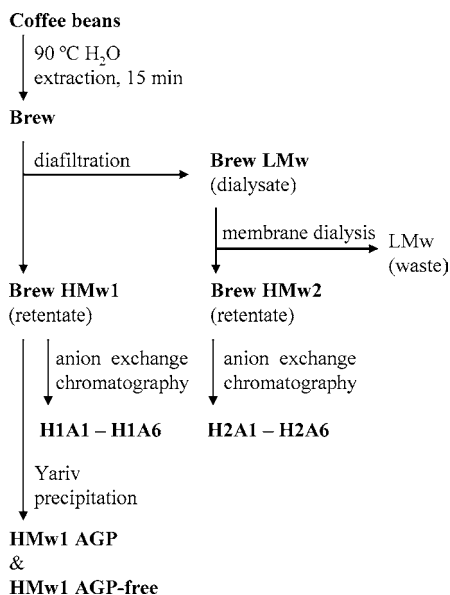 Coffee beans
90 °C H₂O
extraction, 15 min
Brew
diafiltration
Brew LMw
(dialysate)
membrane dialysis
LMw
(waste)
Brew HMw1
(retentate)
Brew HMw2
(retentate)
anion exchange
chromatography
anion exchange
chromatography
H1A1 – H1A6
H2A1 – H2A6
Yariv
precipitation
HMw1 AGP
&
HMw1 AGP-free